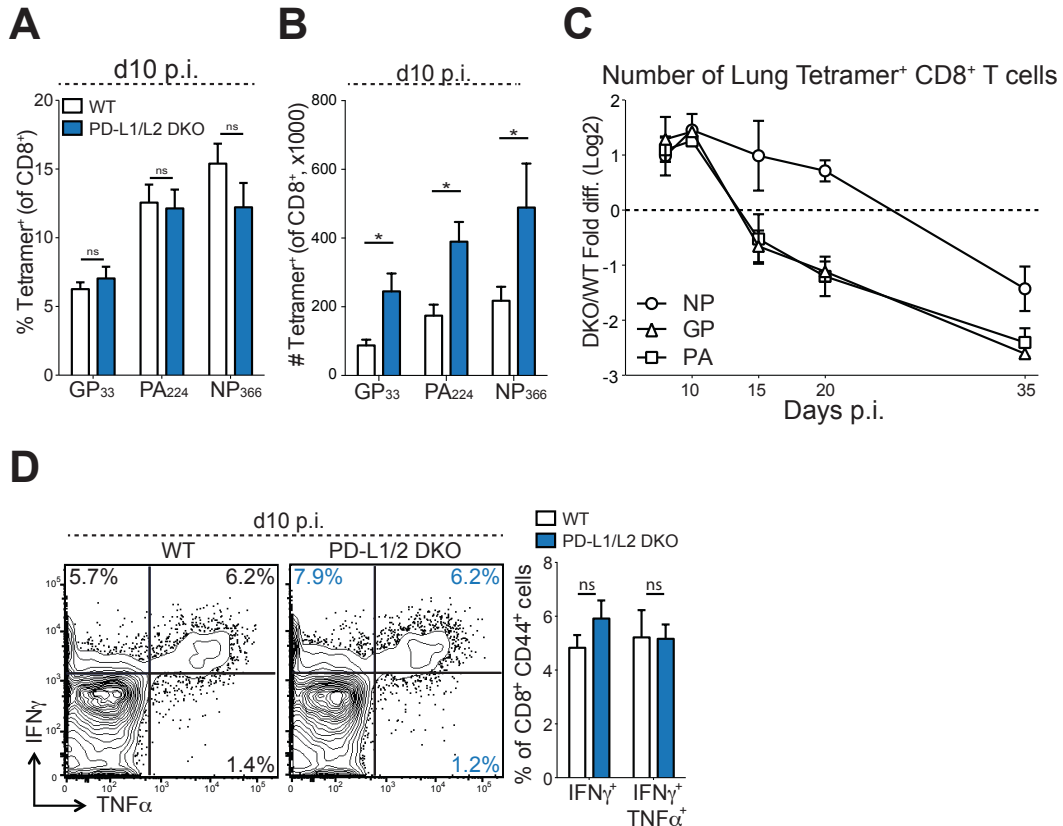 A
d10 p.i.
% Tetramer⁺ (of CD8⁺)
20
15
10
5
0
WT
PD-L1/L2 DKO
ns
ns
ns
GP₃₃
PA₂₂₄
NP₃₆₆
B
d10 p.i.
# Tetramer⁺ (of CD8⁺, x1000)
800
600
400
200
0
*
*
*
GP₃₃
PA₂₂₄
NP₃₆₆
C
Number of Lung Tetramer⁺ CD8⁺ T cells
DKO/WT Fold diff. (Log2)
2
1
0
-1
-2
-3
NP
GP
PA
10
15
20
35
Days p.i.
D
d10 p.i.
WT
PD-L1/2 DKO
5.7%
6.2%
1.4%
7.9%
6.2%
1.2%
10⁵
10⁴
10³
10²
0
0
10²
10³
10⁴
10⁵
0
10²
10³
10⁴
10⁵
IFNγ
TNFα
WT
PD-L1/L2 DKO
% of CD8⁺ CD44⁺ cells
8
6
4
2
0
ns
ns
IFNγ⁺
IFNγ⁺
TNFα⁺